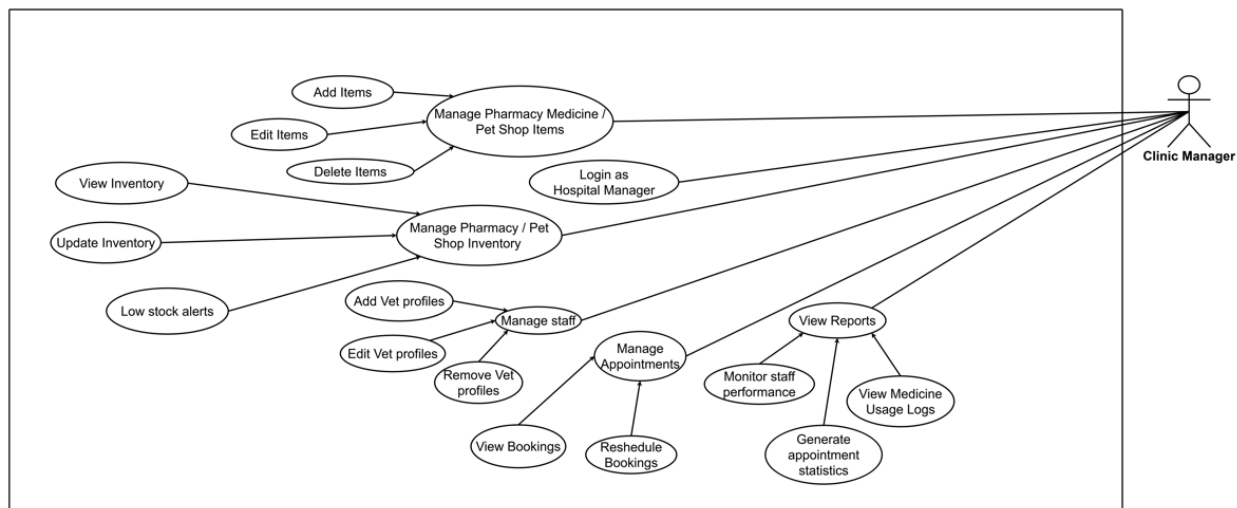 Add Items
Manage Pharmacy Medicine /
Pet Shop Items
Edit Items
Delete Items
Clinic Manager
View Inventory
Login as
Hospital Manager
Manage Pharmacy / Pet
Shop Inventory
Update Inventory
Low stock alerts
Add Vet profiles
Manage staff
View Reports
Edit Vet profiles
Manage
Appointments
Remove Vet
profiles
Monitor staff
performance
View Medicine
Usage Logs
View Bookings
Reshedule
Bookings
Generate
appointment
statistics